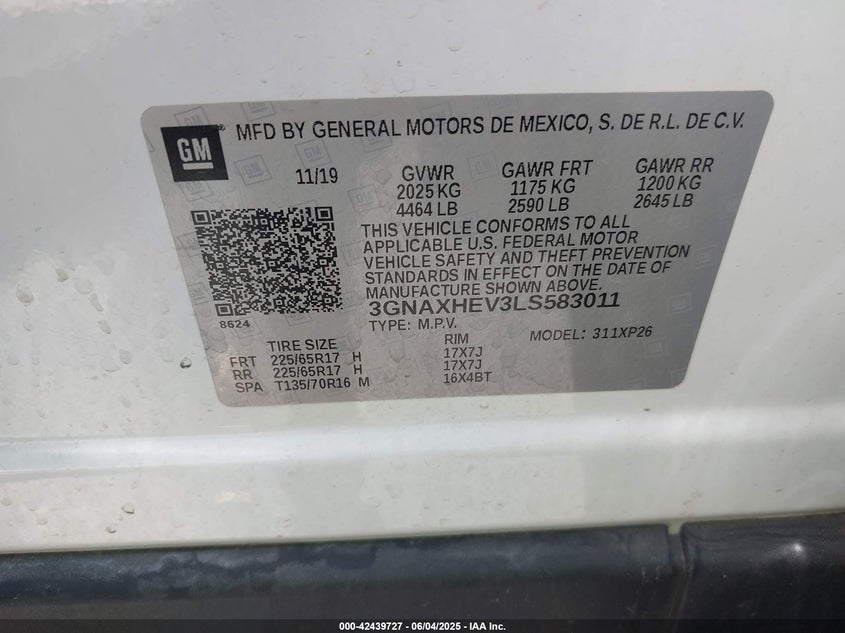 GM
MFD BY GENERAL MOTORS DE MEXICO, S. DE R.L. DE C.V.
11/19 GVWR GAWR FRT GAWR RR
2025 KG 1175 KG 1200 KG
4464 LB 2590 LB 2645 LB
THIS VEHICLE CONFORMS TO ALL
APPLICABLE U.S. FEDERAL MOTOR
VEHICLE SAFETY AND THEFT PREVENTION
STANDARDS IN EFFECT ON THE DATE OF
MANUFACTURE SHOWN ABOVE.
3GNAXHEV3LS583011
8624
TYPE: M.P.V. MODEL: 311XP26
TIRE SIZE RIM
FRT 225/65R17 H 17X7J
RR 225/65R17 H 17X7J
SPA T135/70R16 M 16X4BT
000-42439727 - 06/04/2025 - IAA Inc.